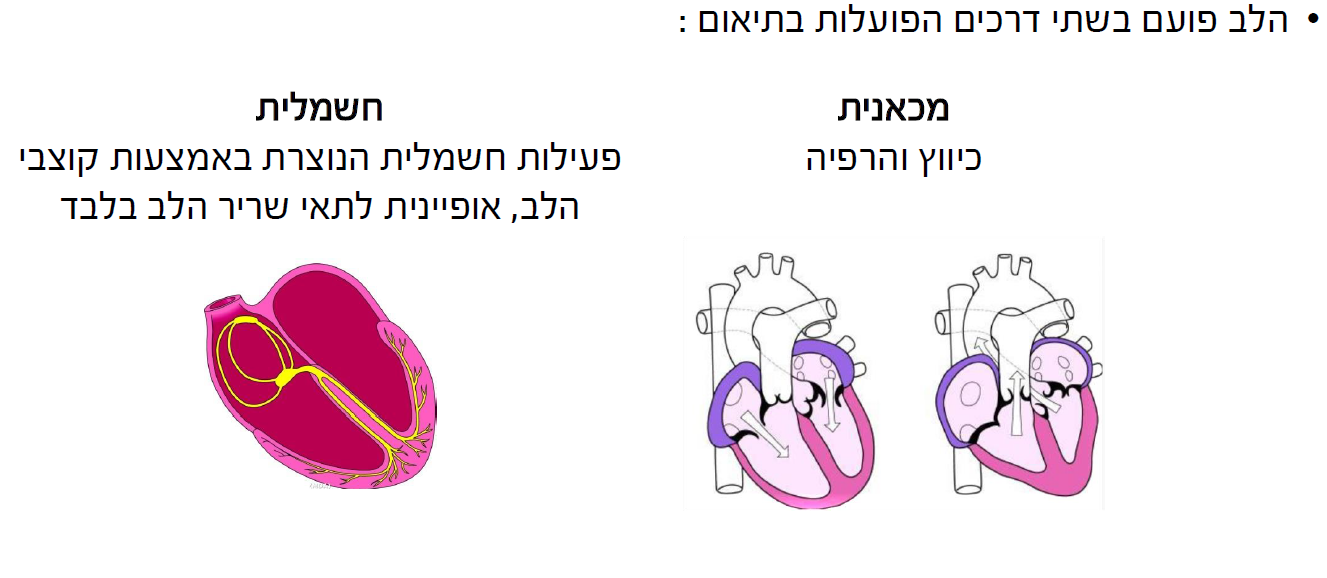 • הלב פועם בשתי דרכים הפועלות בתיאום :
מכאנית
כיווץ והרפיה
חשמלית
פעילות חשמלית הנוצרת באמצעות קוצבי
הלב, אופיינית לתאי שריר הלב בלבד